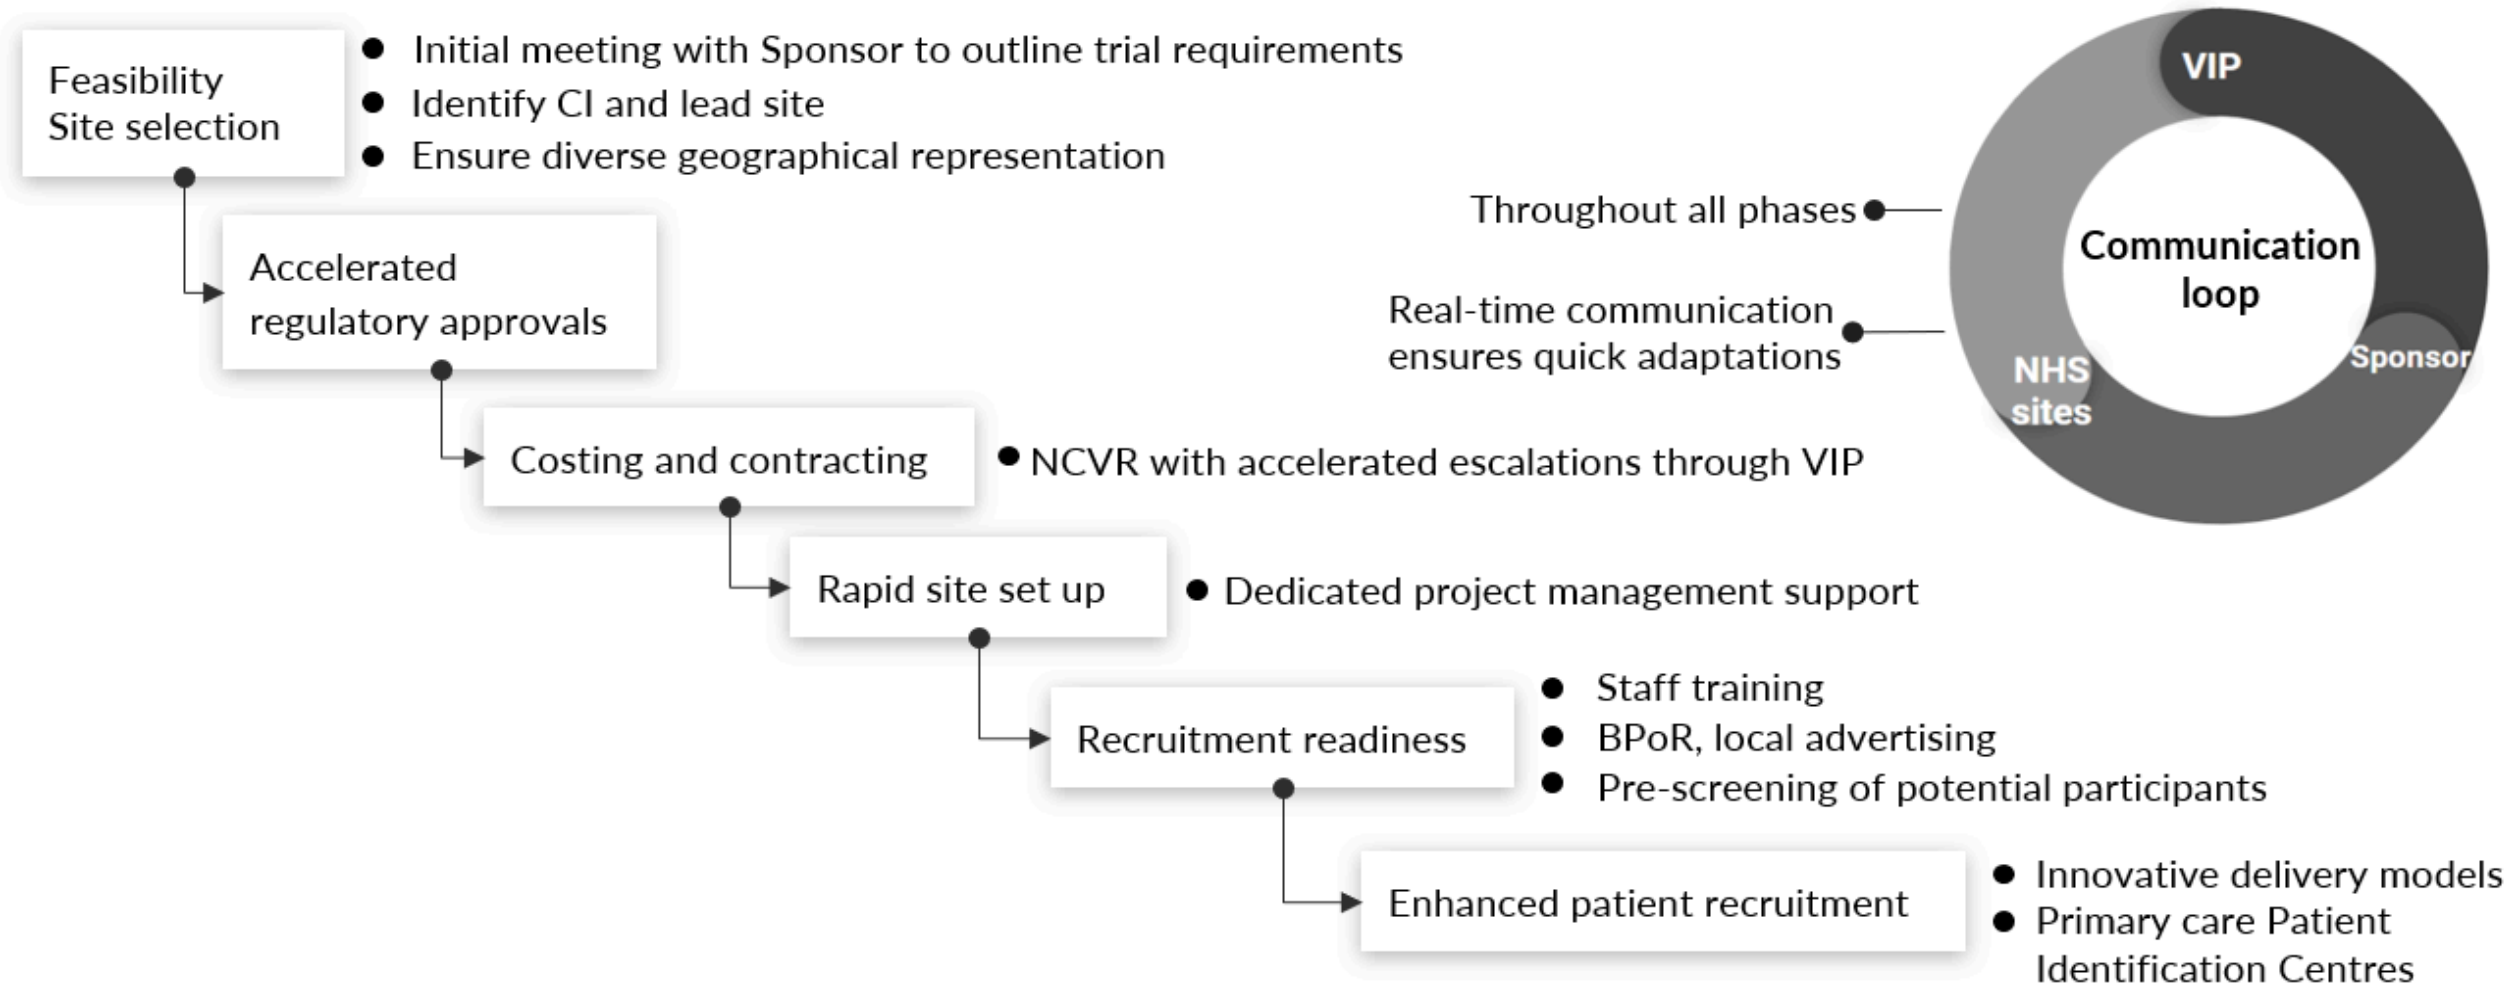 Feasibility
Site selection
Initial meeting with Sponsor to outline trial requirements
Identify CI and lead site
Ensure diverse geographical representation
VIP
Sponsor
NHS
sites
Communication
loop
Throughout all phases
Real-time communication
ensures quick adaptations
Accelerated
regulatory approvals
Costing and contracting
NCVR with accelerated escalations through VIP
Rapid site set up
Dedicated project management support
Recruitment readiness
Staff training
BPoR, local advertising
Pre-screening of potential participants
Enhanced patient recruitment
Innovative delivery models
Primary care Patient
Identification Centres